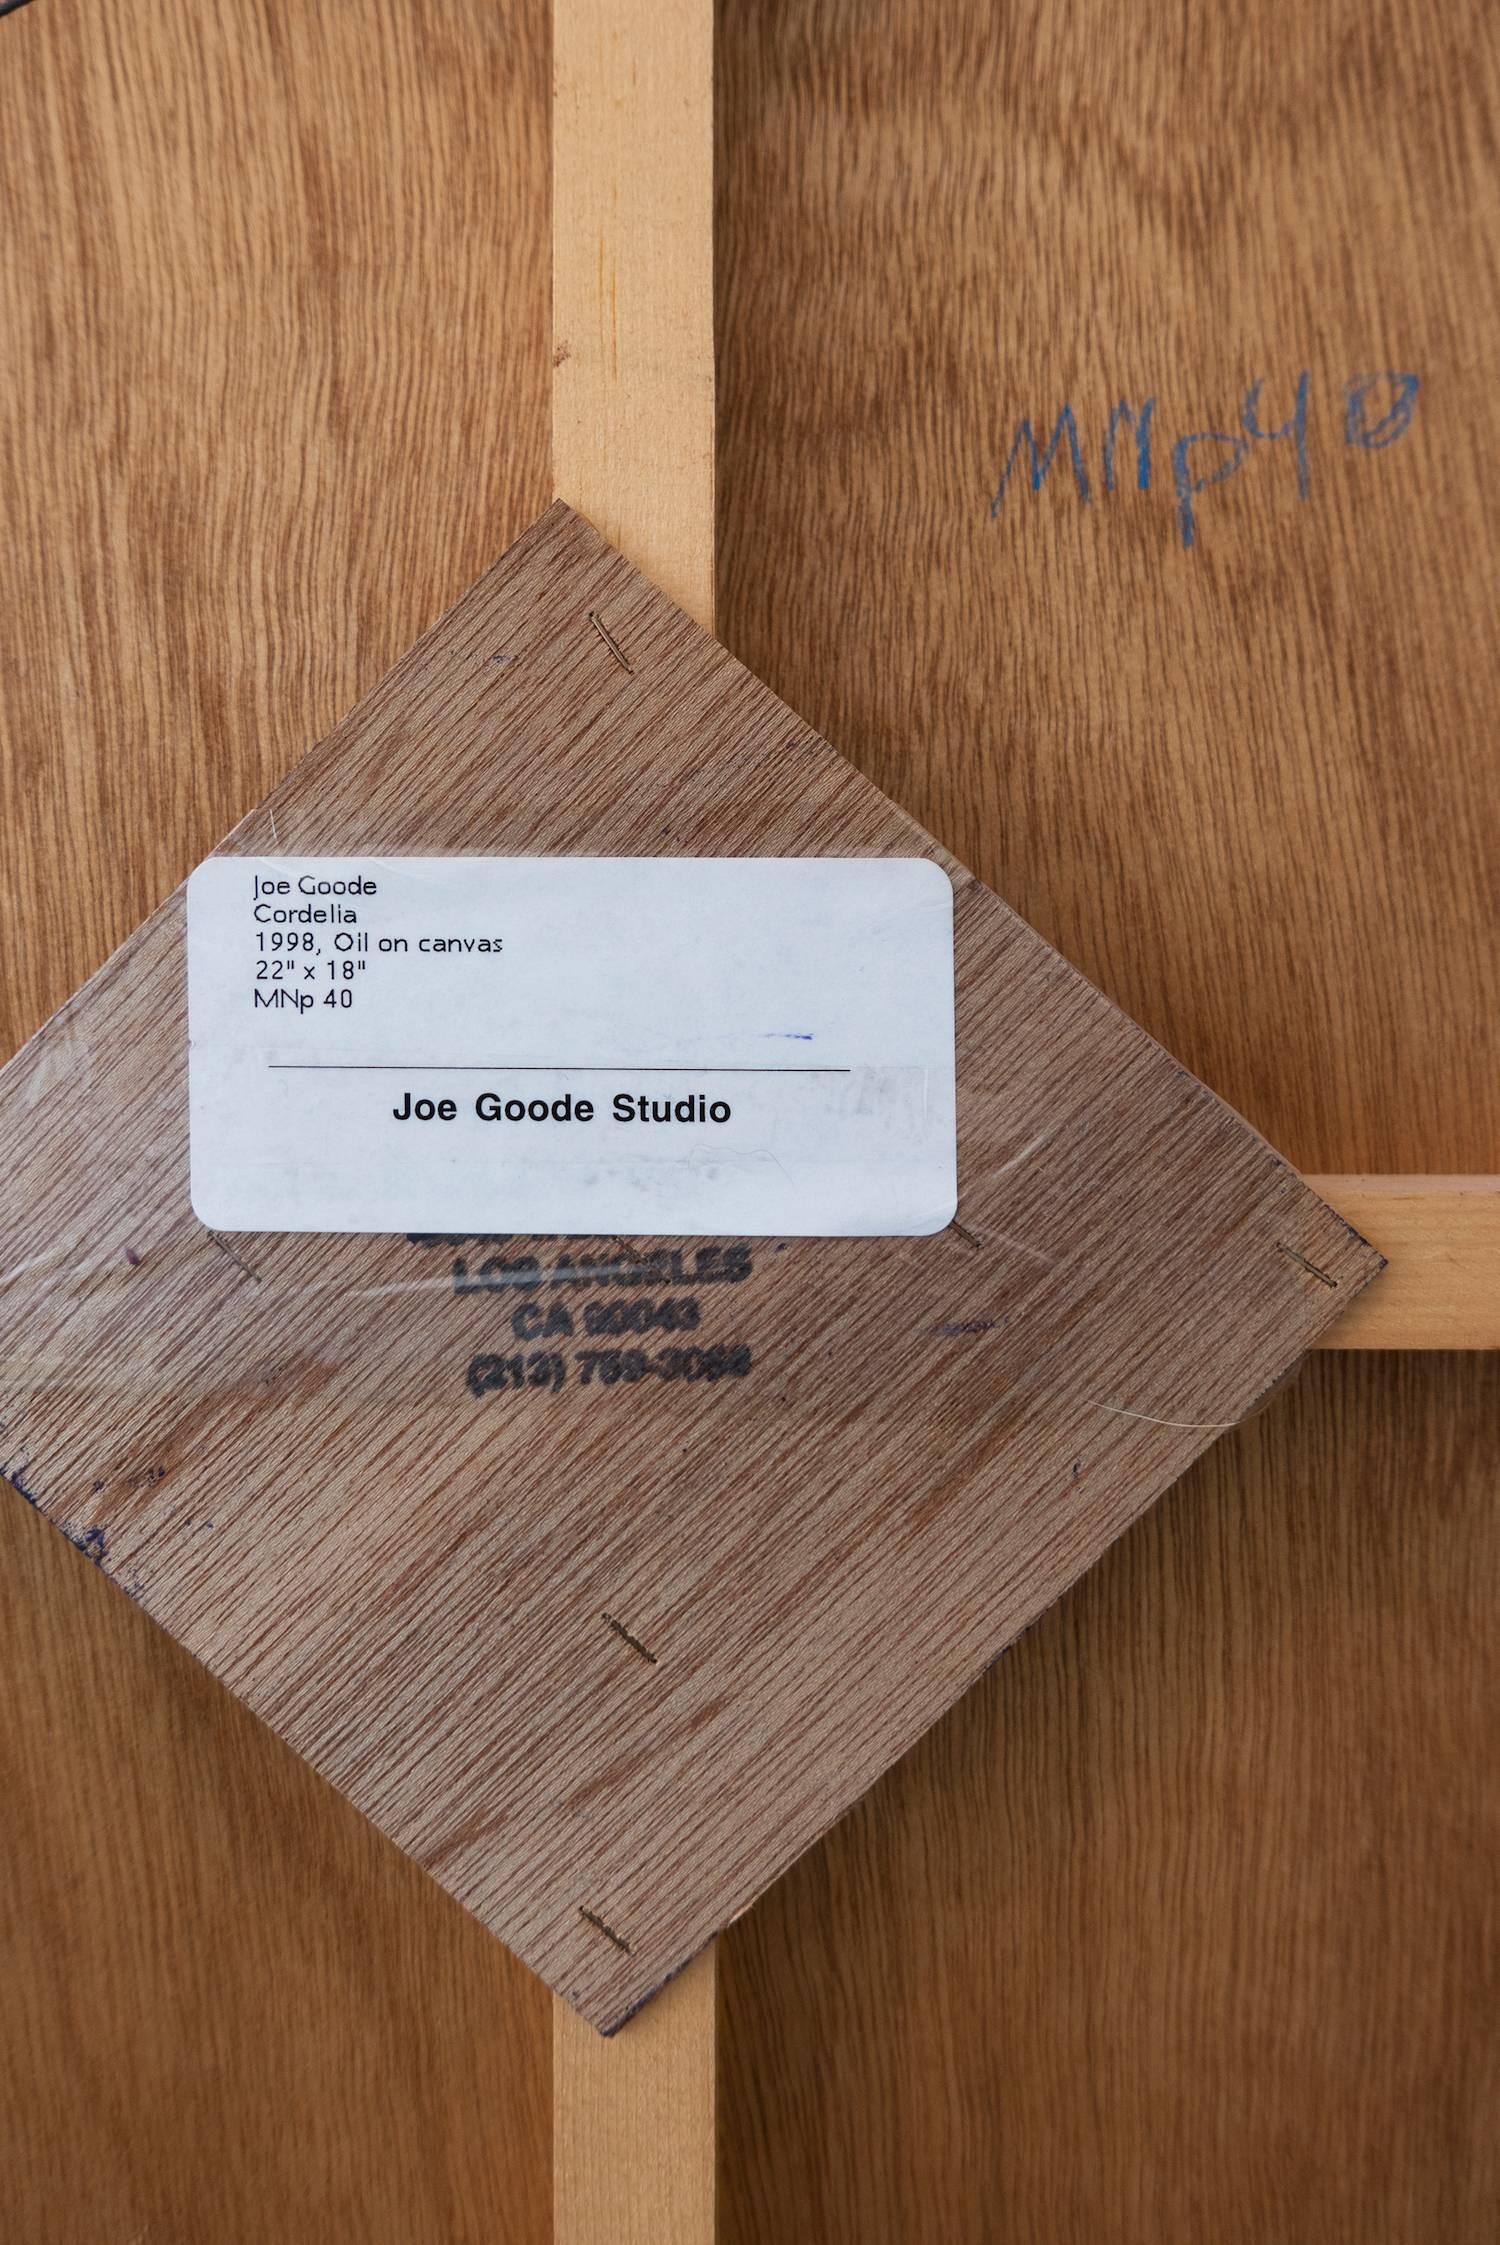 MNp40
Joe Goode
Cordelia
1998, Oil on canvas
22" x 18"
MNp 40
Joe Goode Studio
LOS ANGELES
CA 90043
(213)